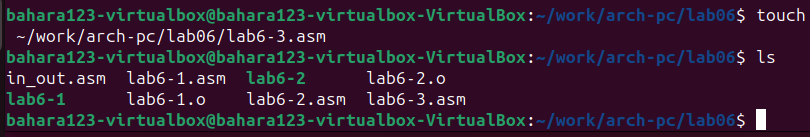 bahara123-virtualbox@bahara123-virtualbox-VirtualBox:~/work/arch-pc/lab06$ touch
 ~/work/arch-pc/lab06/lab6-3.asm
bahara123-virtualbox@bahara123-virtualbox-VirtualBox:~/work/arch-pc/lab06$ ls
in_out.asm  lab6-1.asm  lab6-2      lab6-2.o
lab6-1      lab6-1.o    lab6-2.asm  lab6-3.asm
bahara123-virtualbox@bahara123-virtualbox-VirtualBox:~/work/arch-pc/lab06$